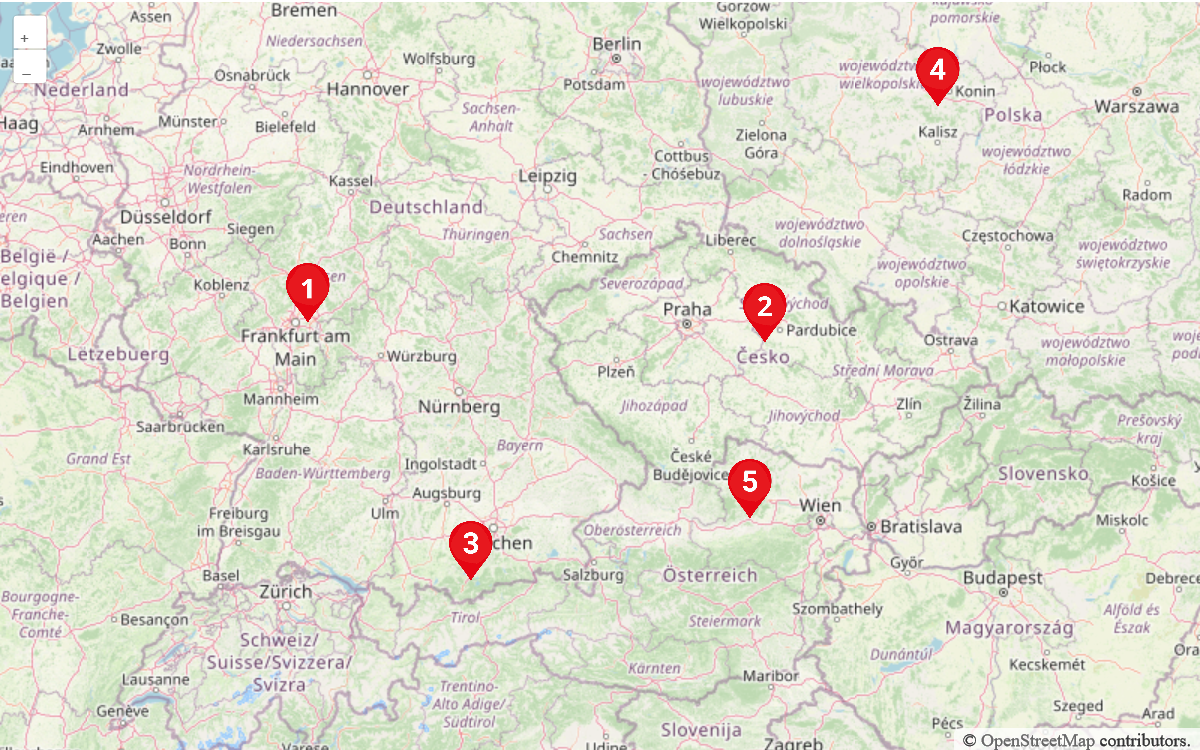 Assen
Bremen
Gorzów
Wielkopolski
kujawsko-
pomorskie
+
–
Zwolle
Niedersachsen
Wolfsburg
Berlin
Potsdam
Płock
Nederland
Osnabrück
Hannover
województwo
lubuskie
4
Konin
Warszawa
Haag
Arnhem
Münster
Bielefeld
Sachsen-
Anhalt
Zielona
Góra
Kalisz
Polska
Eindhoven
Nordrhein-
Westfalen
Kassel
Leipzig
Cottbus
- Chóśebuz
województwo
łódzkie
Düsseldorf
Deutschland
Radom
Aachen
Bonn
Siegen
Thüringen
Sachsen
Chemnitz
Liberec
województwo
dolnośląskie
Częstochowa
województwo
świętokrzyskie
België /
Belgien
Koblenz
1
Severozápad
województwo
opolskie
Praha
2
Pardubice
Katowice
Frankfurt am
Main
Lëtzebuerg
Würzburg
Česko
Ostrava
województwo
małopolskie
Plzeň
Střední Morava
Mannheim
Nürnberg
Jihozápad
Jihovýchod
Zlín
Žilina
Saarbrücken
Prešovský
kraj
Karlsruhe
Bayern
Grand Est
Baden-Württemberg
Ingolstadt
České
Budějovice
Slovensko
Košice
Augsburg
5
Freiburg
im Breisgau
Ulm
Oberösterreich
Wien
Bratislava
Miskolc
3
chen
Basel
Zürich
Salzburg
Österreich
Győr
Budapest
Debrece
Bourgogne-
Franche-
Comté
Besançon
Tirol
Steiermark
Szombathely
Alföld és
Észak
Schweiz/
Suisse/Svizzera/
Svizra
Magyarország
Dunántúl
Kecskemét
Lausanne
Kärnten
Maribor
Trentino-
Alto Adige/
Südtirol
Genève
Szeged
Arad
Varese
Udine
Slovenija
Zagreb
Pécs
© OpenStreetMap contributors.